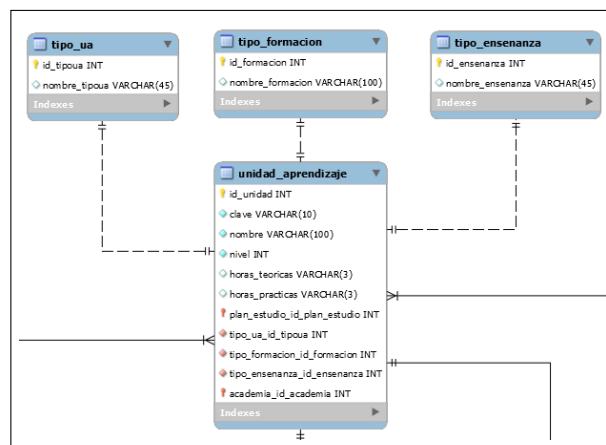 tipo_ua
id_tipoua INT
nombre_tipoua VARCHAR(45)
Indexes
tipo_formacion
id_formacion INT
nombre_formacion VARCHAR(100)
Indexes
tipo_ensenanza
id_ensenanza INT
nombre_ensenanza VARCHAR(45)
Indexes
unidad_aprendizaje
id_unidad INT
clave VARCHAR(10)
nombre VARCHAR(100)
nivel INT
horas_teoricas VARCHAR(3)
horas_practicas VARCHAR(3)
plan_estudio_id_plan_estudio INT
tipo_ua_id_tipoua INT
tipo_formacion_id_formacion INT
tipo_ensenanza_id_ensenanza INT
academia_id_academia INT
Indexes